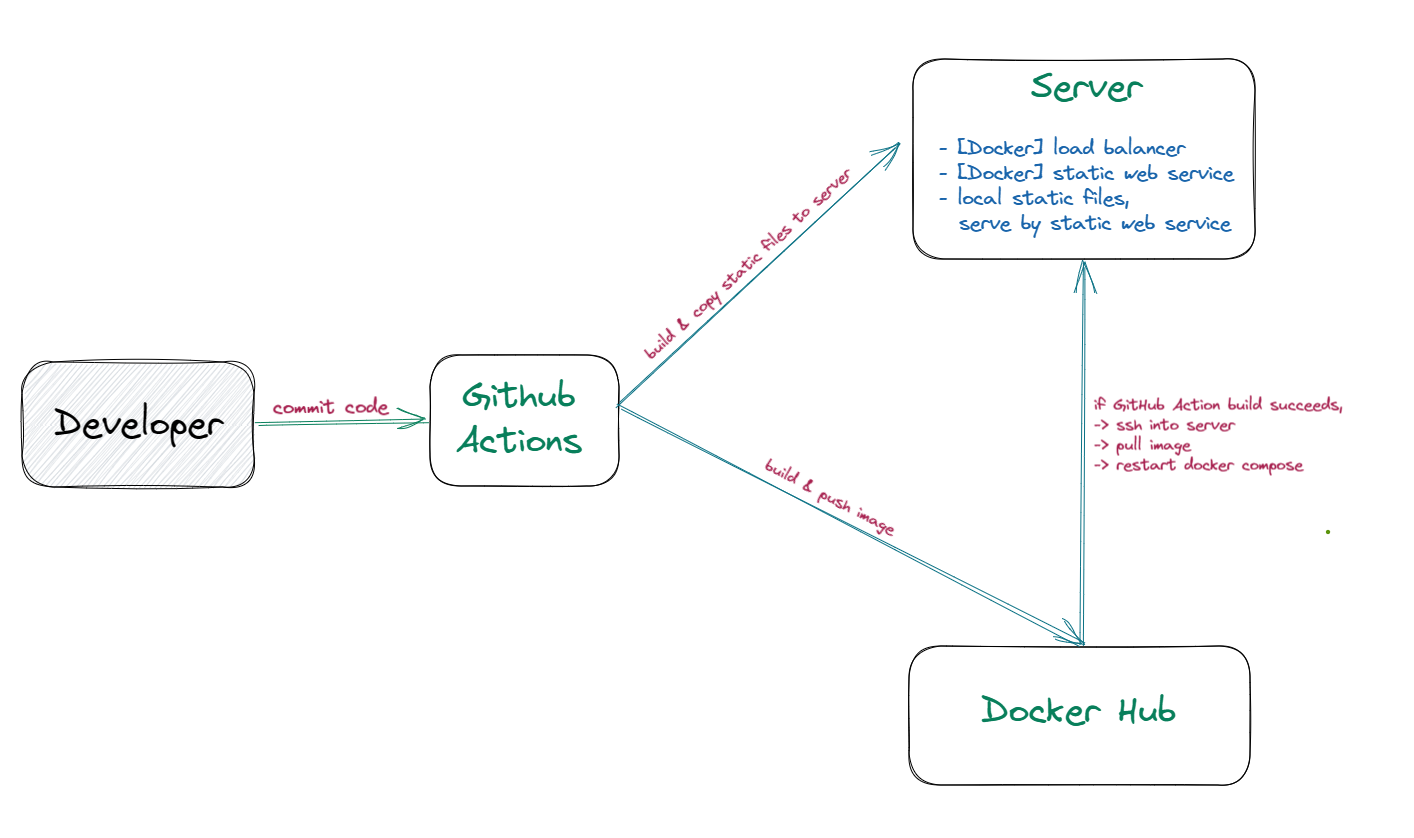 Server
- [Docker] load balancer
- [Docker] static web service
- local static files,
serve by static web service
build & copy static files to server
Developer
commit code
Github
Actions
if GitHub Action build succeeds,
-> ssh into server
-> pull image
-> restart docker compose
build & push image
Docker Hub